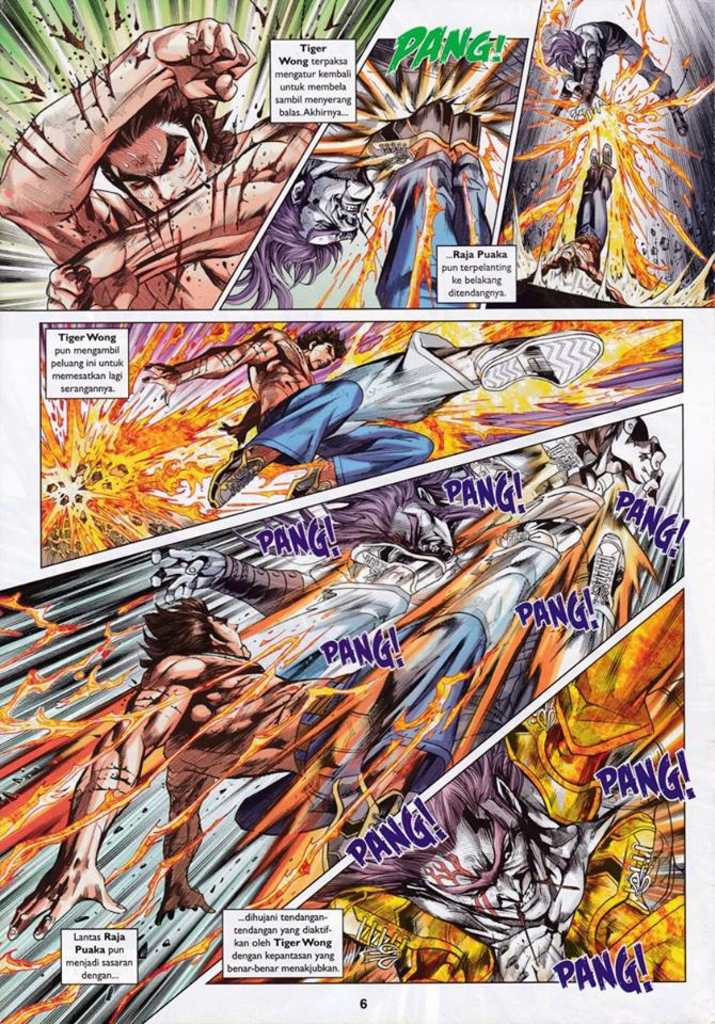 Tiger
Wong terpaksa
mengatur kembali
untuk membela
sambil menyerang
balas. Akhirnya....
PANG!
...Raja Puaka
pun terpelanting
ke
ditendangnya.
Tiger Wong
pun mengambil
peluang ini untuk
memesatkan lagi
serangannya.
PANG!
PANG!
PANG!
PANG!
PANG!
Lantas Raja
Puaka pun
menjadi sasaran
dengan...
...dihujani tendangan-
tendangan yang diaktif-
kan oleh Tiger Wong
dengan kepantasan yang
benar-benar menakjubkan.
PANG!
PANG!
PANG!
6